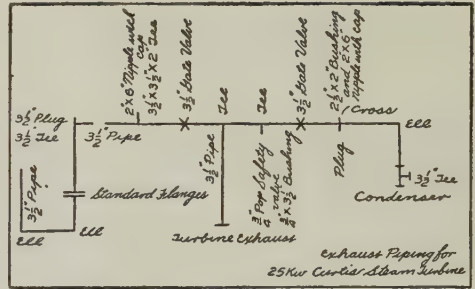 2"x 6" Nipple with
cap
3½"x 3½"x 2" Tee
3½" Gate Valve
Tee
Tee
3½" Gate Valve
2½"x 2" Bushing
and 2"x 6"
Nipple with cap
Cross
3½" Plug
3½" Tee
3½" Pipe
Ell
3½" Pipe
¾" Pop Safety
valve
¾"x 3½" Bushing
Plug
3½" Tee
Condenser
3½" Pipe
Standard Flanges
Ell
Ell
Turbine Exhaust
Exhaust Piping for
25 Kw Curtis Steam Turbine